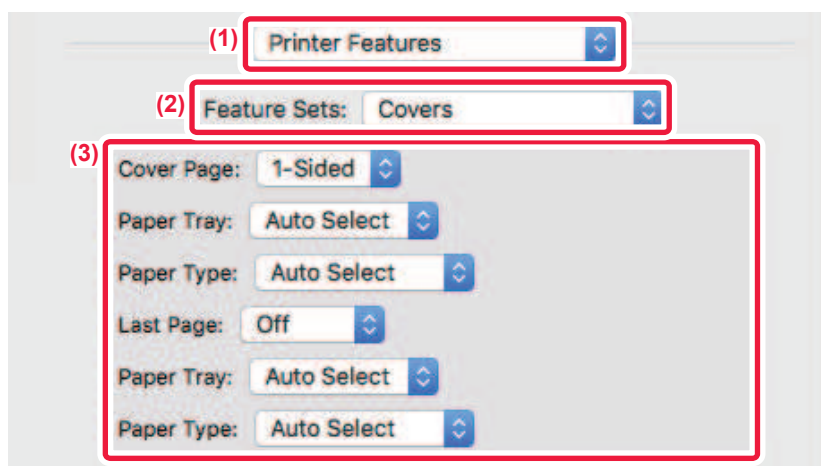 (1) Printer Features
(2) Feature Sets: Covers
(3)
Cover Page: 1-Sided
Paper Tray: Auto Select
Paper Type: Auto Select
Last Page: Off
Paper Tray: Auto Select
Paper Type: Auto Select